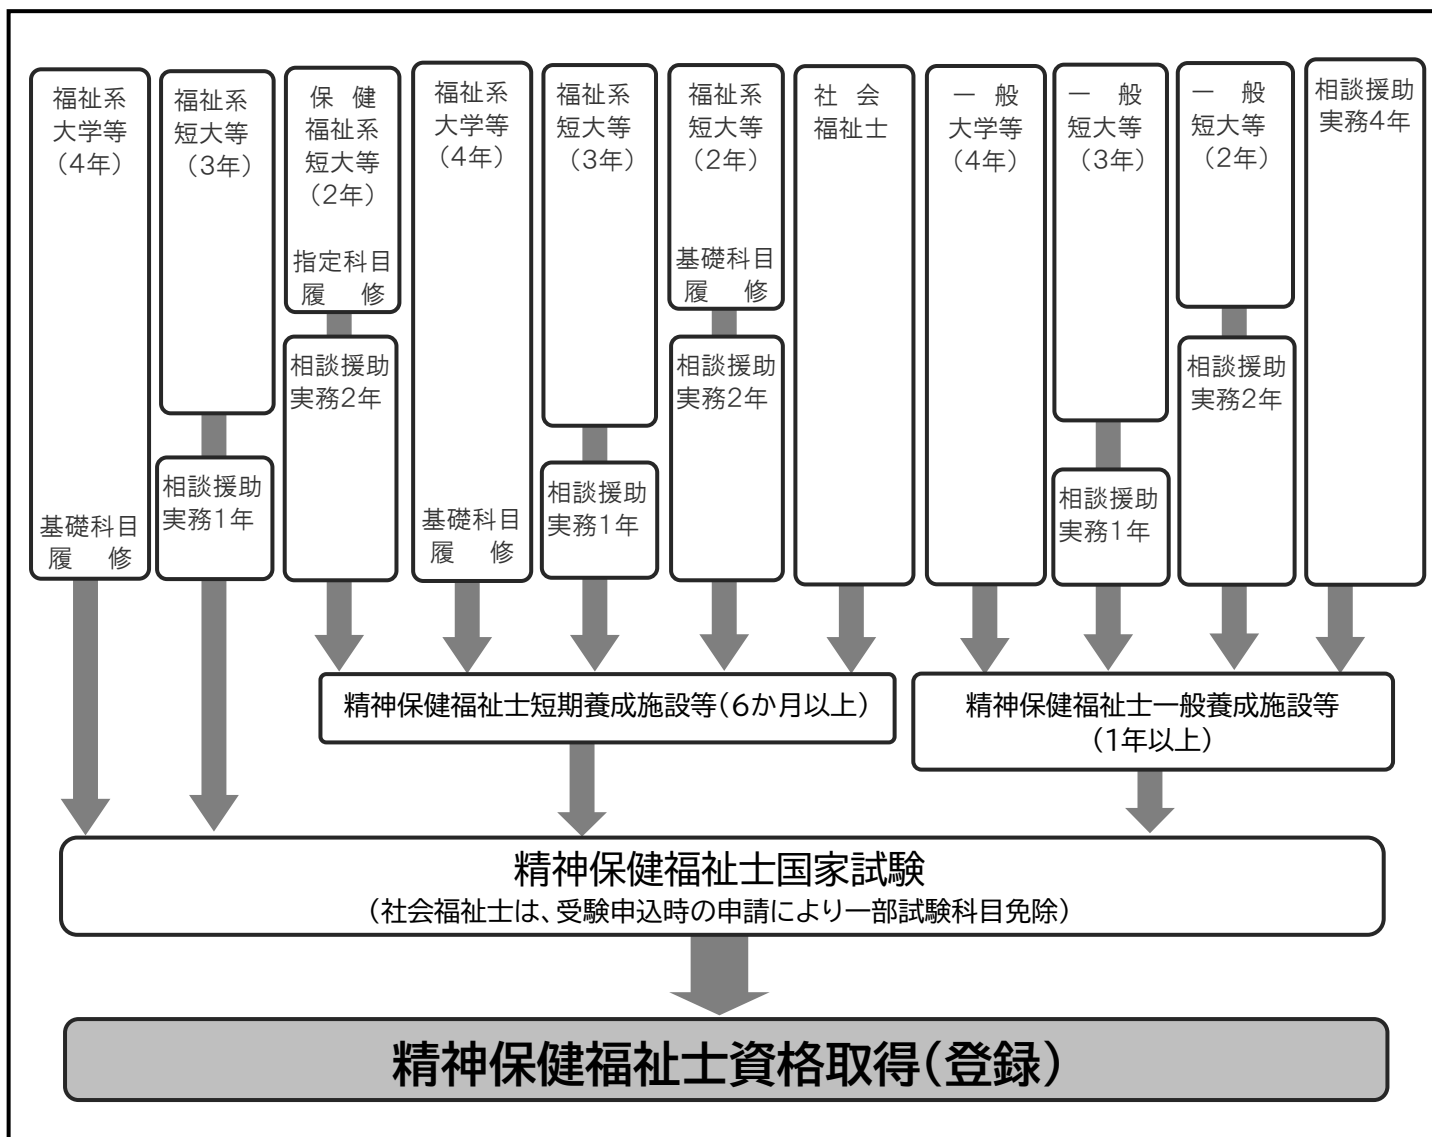 福祉系
大学等
（4年）
基礎科目
履　修
福祉系
短大等
（3年）
相談援助
実務1年
保　健
福祉系
短大等
（2年）
指定科目
履　修
相談援助
実務2年
福祉系
大学等
（4年）
基礎科目
履　修
福祉系
短大等
（3年）
相談援助
実務1年
福祉系
短大等
（2年）
基礎科目
履　修
相談援助
実務2年
社　会
福祉士
一　般
大学等
（4年）
一　般
短大等
（3年）
相談援助
実務1年
一　般
短大等
（2年）
相談援助
実務2年
相談援助
実務4年
精神保健福祉士短期養成施設等（6か月以上）
精神保健福祉士一般養成施設等
（1年以上）
精神保健福祉士国家試験
（社会福祉士は、受験申込時の申請により一部試験科目免除）
精神保健福祉士資格取得（登録）